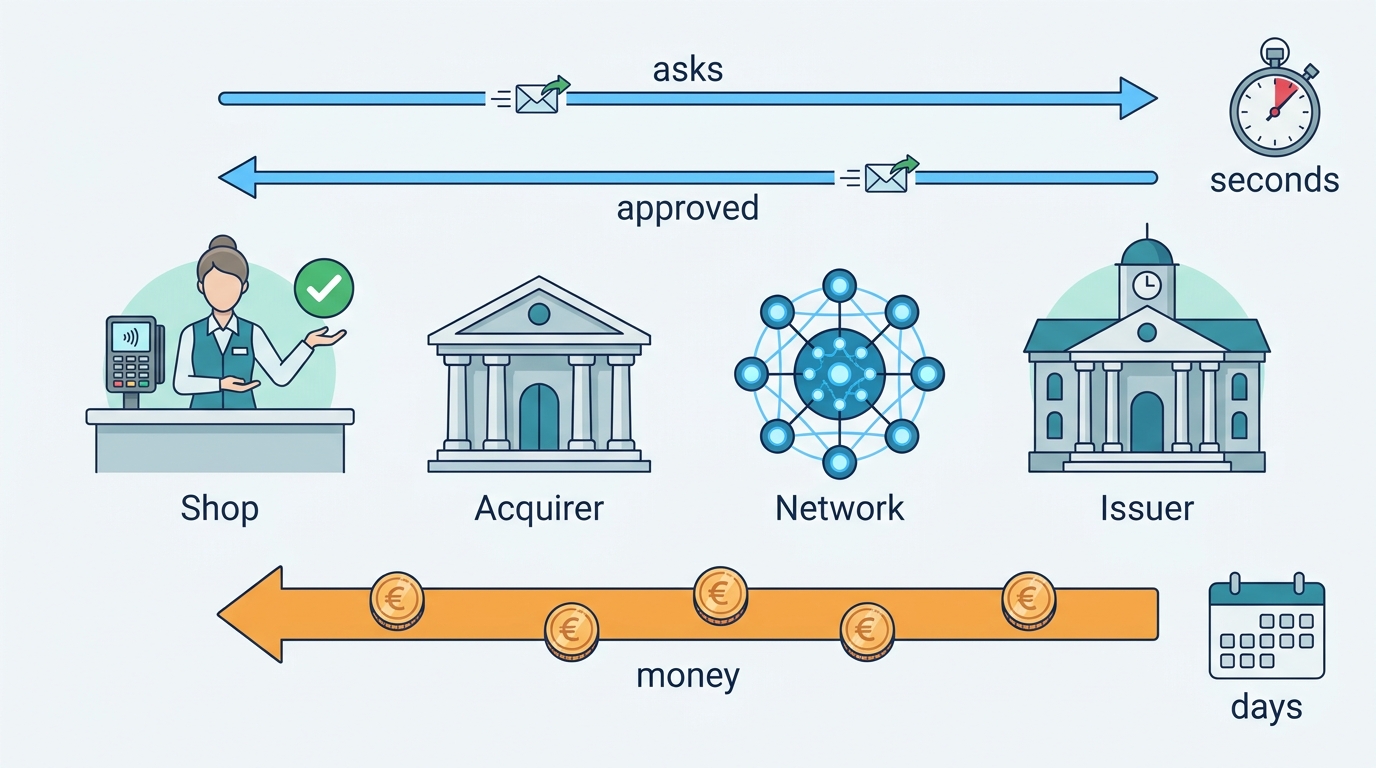 asks
seconds
approved
Shop
Acquirer
Network
Issuer
€
€
€
€
€
money
days